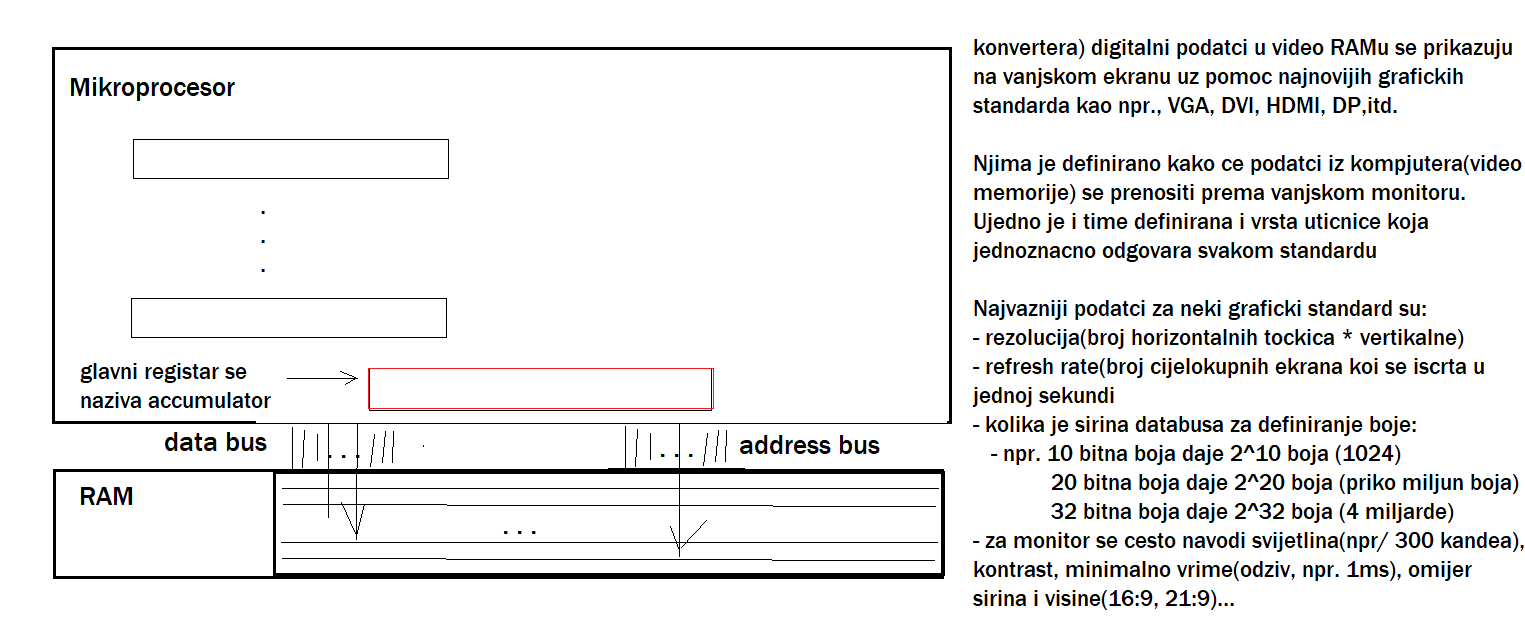 Mikroprocesor
.
.
.
glavni registar se
naziva accumulator
data bus
...
...
address bus
RAM
...
konvertera) digitalni podatci u video RAMu se prikazuju
na vanjskom ekranu uz pomoc najnovijih grafickih
standarda kao npr., VGA, DVI, HDMI, DP,itd.
Njima je definirano kako ce podatci iz kompjutera(video
memorije) se prenositi prema vanjskom monitoru.
Ujedno je i time definirana i vrsta uticnice koja
jednoznacno odgovara svakom standardu
Najvazniji podatci za neki graficki standard su:
- rezolucija(broj horizontalnih tockica * vertikalne)
- refresh rate(broj cijelokupnih ekrana koi se iscrta u
jednoj sekundi
- kolika je sirina databusa za definiranje boje:
- npr. 10 bitna boja daje 2^10 boja (1024)
20 bitna boja daje 2^20 boja (priko miljun boja)
32 bitna boja daje 2^32 boja (4 miljarde)
- za monitor se cesto navodi svijetlina(npr/ 300 kandea),
kontrast, minimalno vrime(odziv, npr. 1ms), omijer
sirina i visine(16:9, 21:9)...